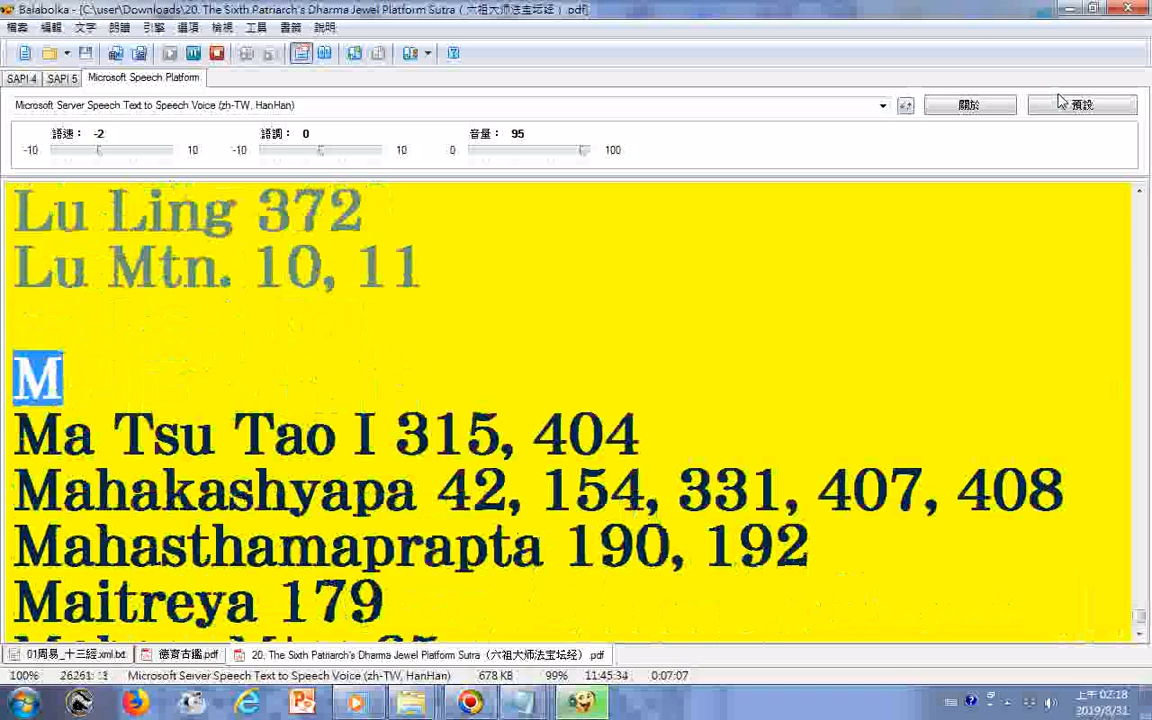 Balabolka - [C:\user\Downloads\20. The Sixth Patriarch's Dharma Jewel Platform Sutra（六祖大师法宝坛经）.pdf]
檔案 編輯 文字 朗讀 引擎 選項 檢視 工具 書籤 說明
SAPI 4 SAPI 5 Microsoft Speech Platform
Microsoft Server Speech Text to Speech Voice (zh-TW, HanHan) 關於 預設
語速： -2 語調： 0 音量： 95
-10 10 -10 10 0 100
Lu Ling 372
Lu Mtn. 10, 11
M
Ma Tsu Tao I 315, 404
Mahakashyapa 42, 154, 331, 407, 408
Mahasthamaprapta 190, 192
Maitreya 179
01周易_十三經.xml.txt 德育古鑑.pdf 20. The Sixth Patriarch's Dharma Jewel Platform Sutra（六祖大师法宝坛经）.pdf
100% Microsoft Server Speech Text to Speech Voice (zh-TW, HanHan) 678 KB 99% 11:45:34 0:07:07
上午 02:18
2019/8/31